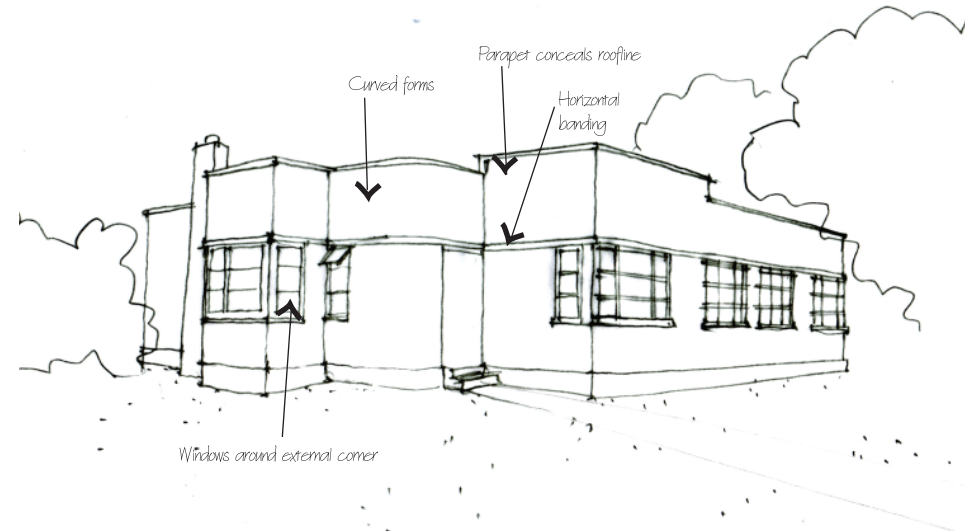 Parapet conceals roofline
Curved forms
Horizontal
banding
Windows around external corner